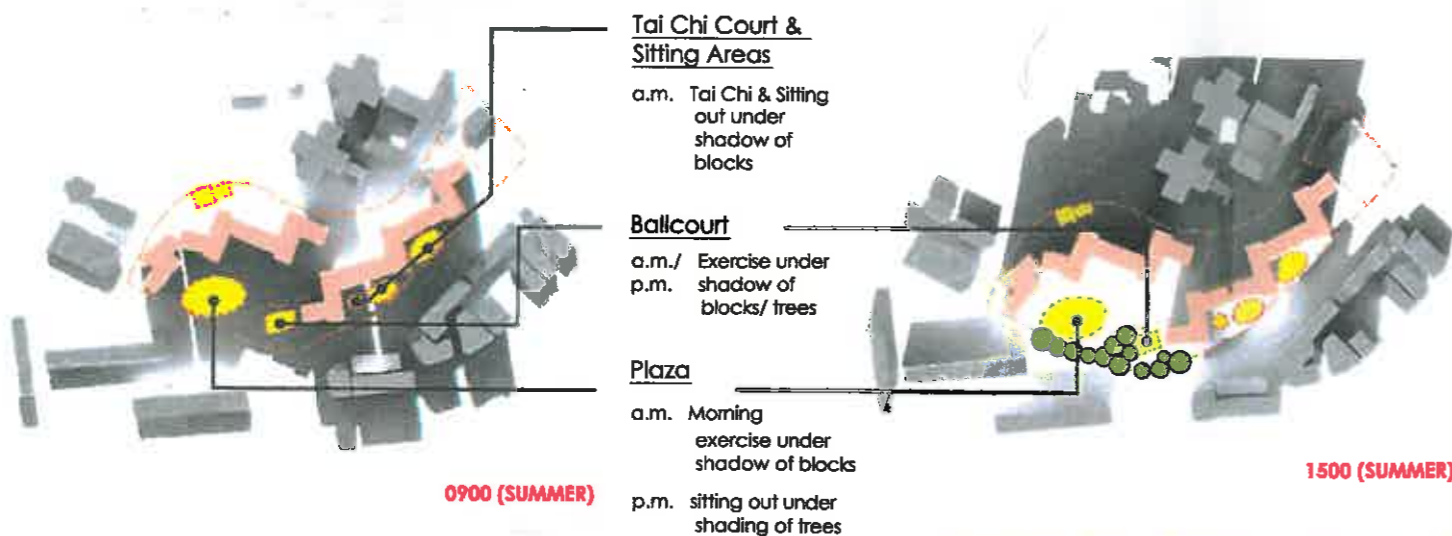 Tai Chi Court &
Sitting Areas
a.m. Tai Chi & Sitting
out under
shadow of
blocks
Ballcourt
a.m./ Exercise under
p.m. shadow of
blocks/ trees
Plaza
a.m. Morning
exercise under
shadow of blocks
p.m. sitting out under
shading of trees
0900 (SUMMER)
1500 (SUMMER)